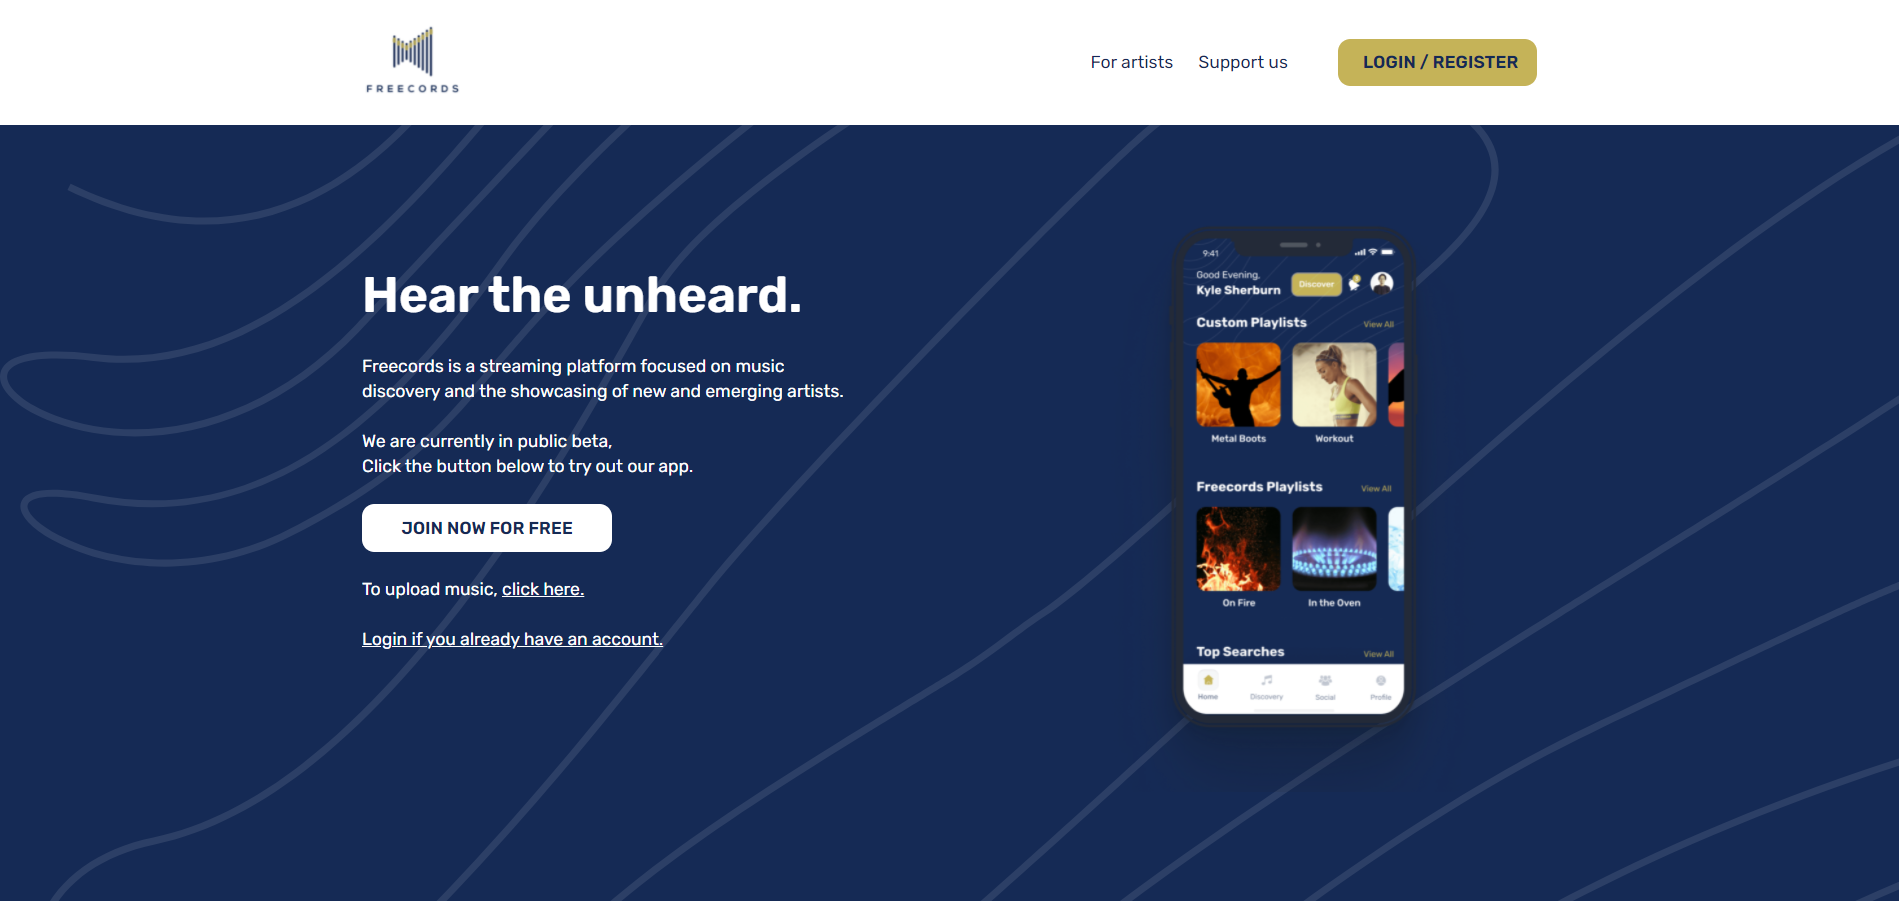 FREECORDS
For artists
Support us
LOGIN / REGISTER
Hear the unheard.
Freecords is a streaming platform focused on music
discovery and the showcasing of new and emerging artists.
We are currently in public beta,
Click the button below to try out our app.
JOIN NOW FOR FREE
To upload music, click here.
Login if you already have an account.
9:41
Good Evening,
Kyle Sherburn
Discover
Custom Playlists
View All
Metal Boots
Workout
Freecords Playlists
View All
On Fire
In the Oven
Top Searches
View All
Home
Discovery
Social
Profile